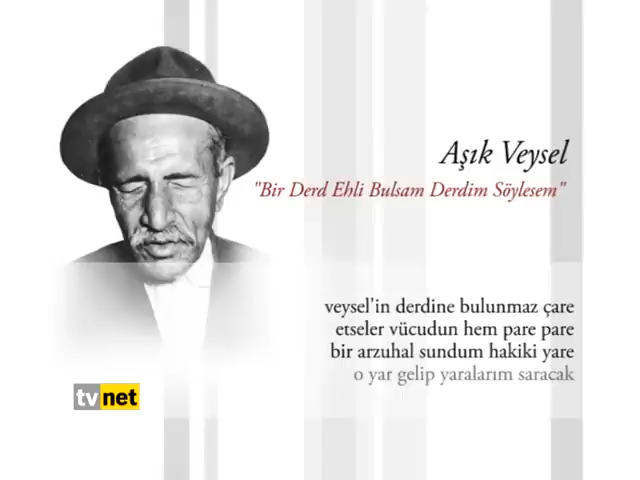 Aşık Veysel
"Bir Derd Ehli Bulsam Derdim Söylesem"
veysel'in derdine bulunmaz çare
etseler vücudun hem pare pare
bir arzuhal sundum hakiki yare
o yar gelip yaralarım saracak
tvnet